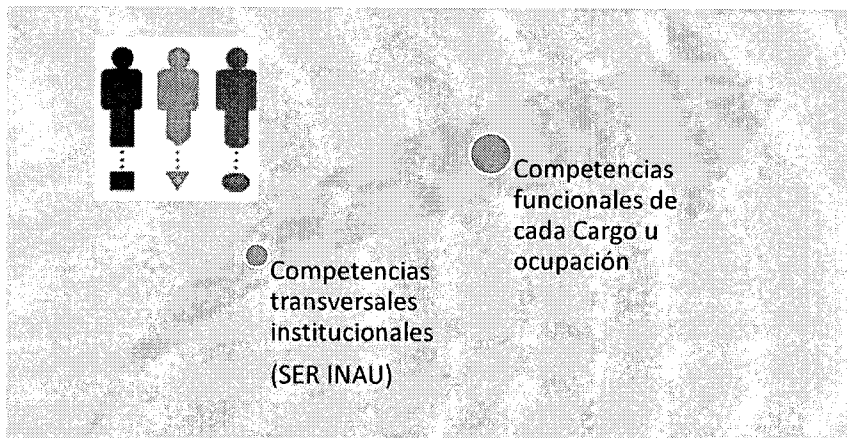 Competencias
funcionales de
cada Cargo u
ocupación
Competencias
transversales
institucionales
(SER INAU)